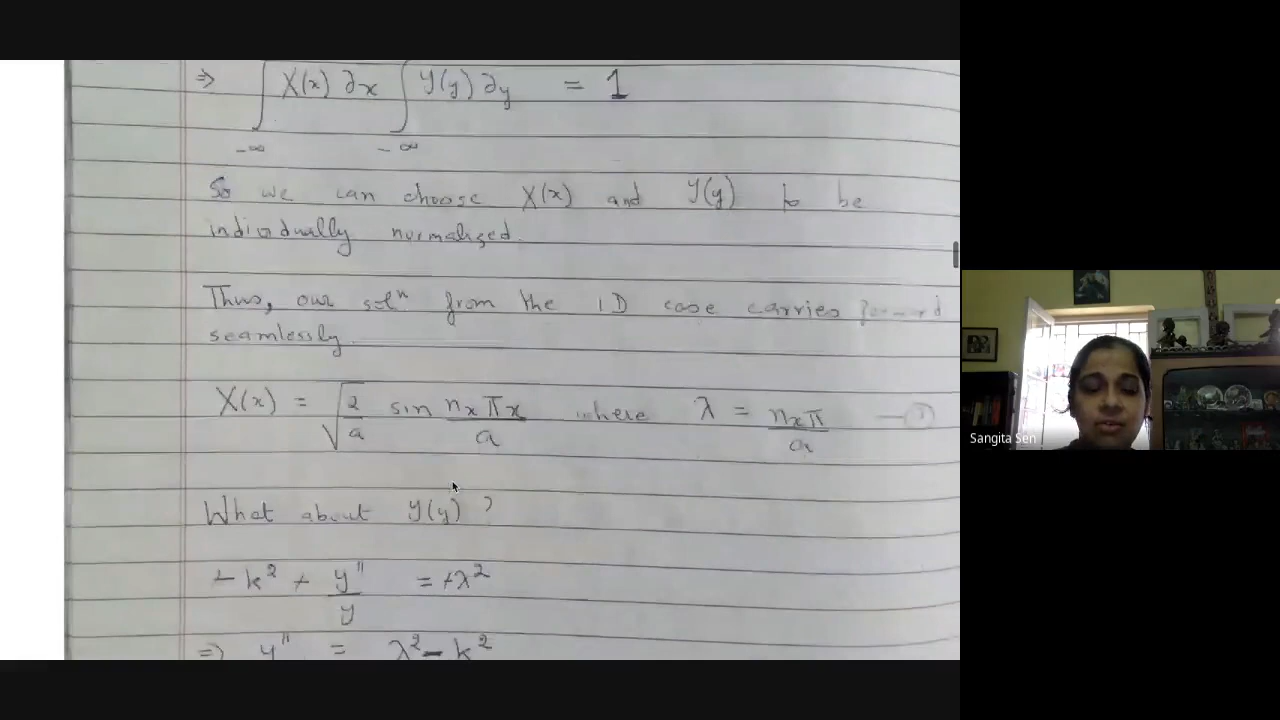 ⇒ ∫ X(x) ∂x ∫ Y(y) ∂y = 1
-∞ -∞
So we can choose X(x) and Y(y) to be
individually normalized.
Thus, our solⁿ from the 1D case carries forward
seamlessly.
X(x) = √(2/a) sin nₓπx/a where λ = nₓπ/a
What about Y(y) ?
-k² + y''/y = +λ²
⇒ y'' = λ² - k²
Sangita Sen